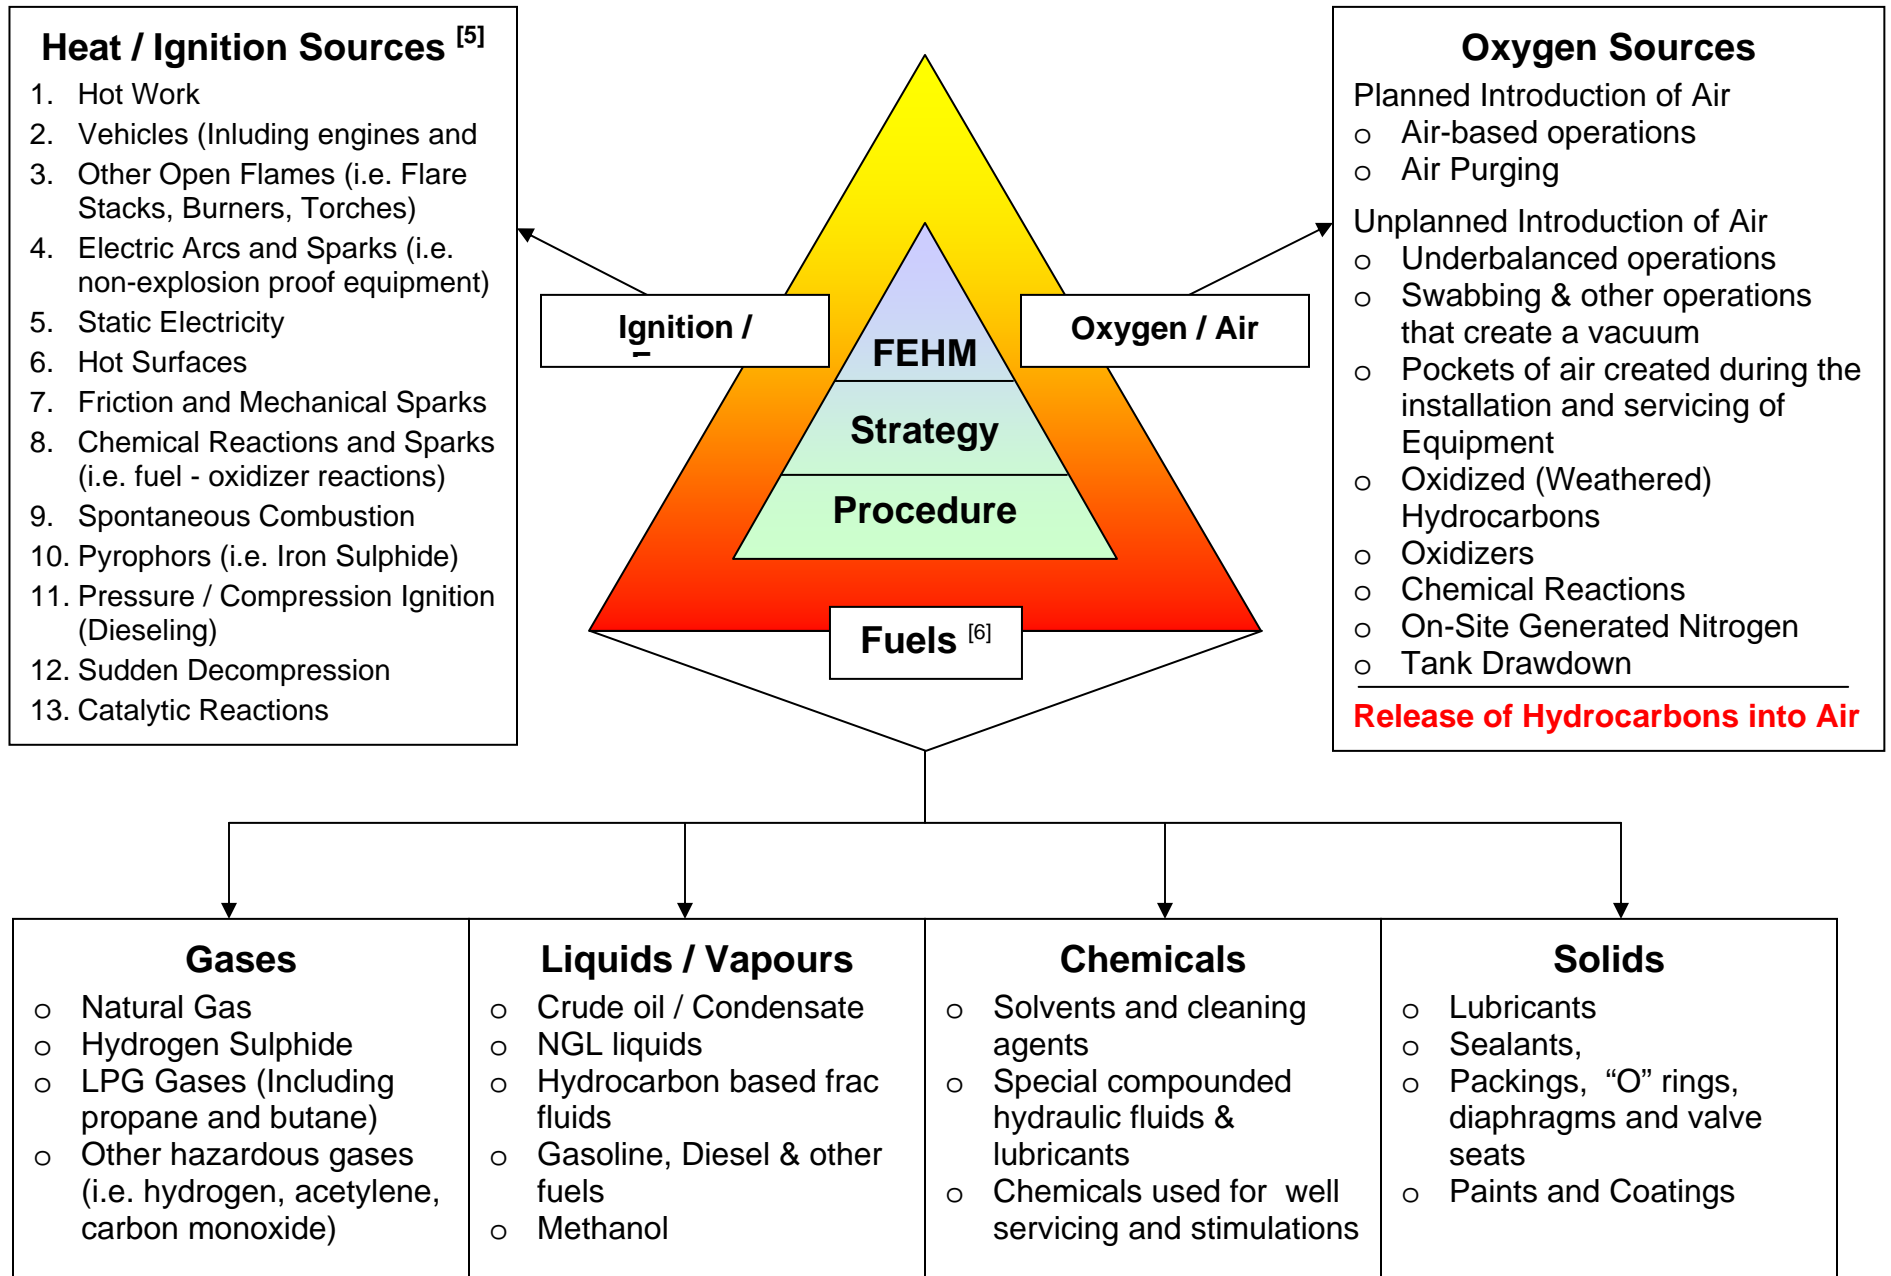 Heat / Ignition Sources [5]
1. Hot Work
2. Vehicles (Inluding engines and
3. Other Open Flames (i.e. Flare
Stacks, Burners, Torches)
4. Electric Arcs and Sparks (i.e.
non-explosion proof equipment)
5. Static Electricity
6. Hot Surfaces
7. Friction and Mechanical Sparks
8. Chemical Reactions and Sparks
(i.e. fuel - oxidizer reactions)
9. Spontaneous Combustion
10. Pyrophors (i.e. Iron Sulphide)
11. Pressure / Compression Ignition
(Dieseling)
12. Sudden Decompression
13. Catalytic Reactions
Ignition /
FEHM
Strategy
Procedure
Oxygen / Air
Fuels [6]
Oxygen Sources
Planned Introduction of Air
o Air-based operations
o Air Purging
Unplanned Introduction of Air
o Underbalanced operations
o Swabbing & other operations
that create a vacuum
o Pockets of air created during the
installation and servicing of
Equipment
o Oxidized (Weathered)
Hydrocarbons
o Oxidizers
o Chemical Reactions
o On-Site Generated Nitrogen
o Tank Drawdown
Release of Hydrocarbons into Air
Gases
o Natural Gas
o Hydrogen Sulphide
o LPG Gases (Including
propane and butane)
o Other hazardous gases
(i.e. hydrogen, acetylene,
carbon monoxide)
Liquids / Vapours
o Crude oil / Condensate
o NGL liquids
o Hydrocarbon based frac
fluids
o Gasoline, Diesel & other
fuels
o Methanol
Chemicals
o Solvents and cleaning
agents
o Special compounded
hydraulic fluids &
lubricants
o Chemicals used for well
servicing and stimulations
Solids
o Lubricants
o Sealants,
o Packings, “O” rings,
diaphragms and valve
seats
o Paints and Coatings